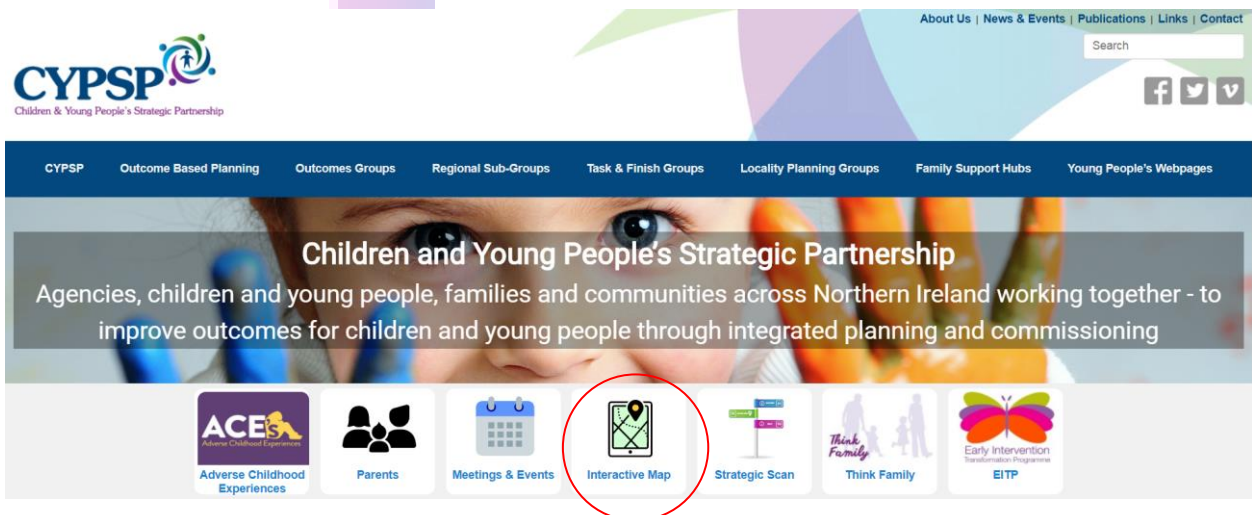 About Us | News & Events | Publications | Links | Contact
Search
CYPSP
Children & Young People's Strategic Partnership
CYPSP Outcome Based Planning Outcomes Groups Regional Sub-Groups Task & Finish Groups Locality Planning Groups Family Support Hubs Young People's Webpages
Children and Young People's Strategic Partnership
Agencies, children and young people, families and communities across Northern Ireland working together - to
improve outcomes for children and young people through integrated planning and commissioning
ACE's
Adverse Childhood Experiences
Think
Family
Early Intervention
Transformation Programme
Adverse Childhood
Experiences
Parents
Meetings & Events
Interactive Map
Strategic Scan
Think Family
EITP